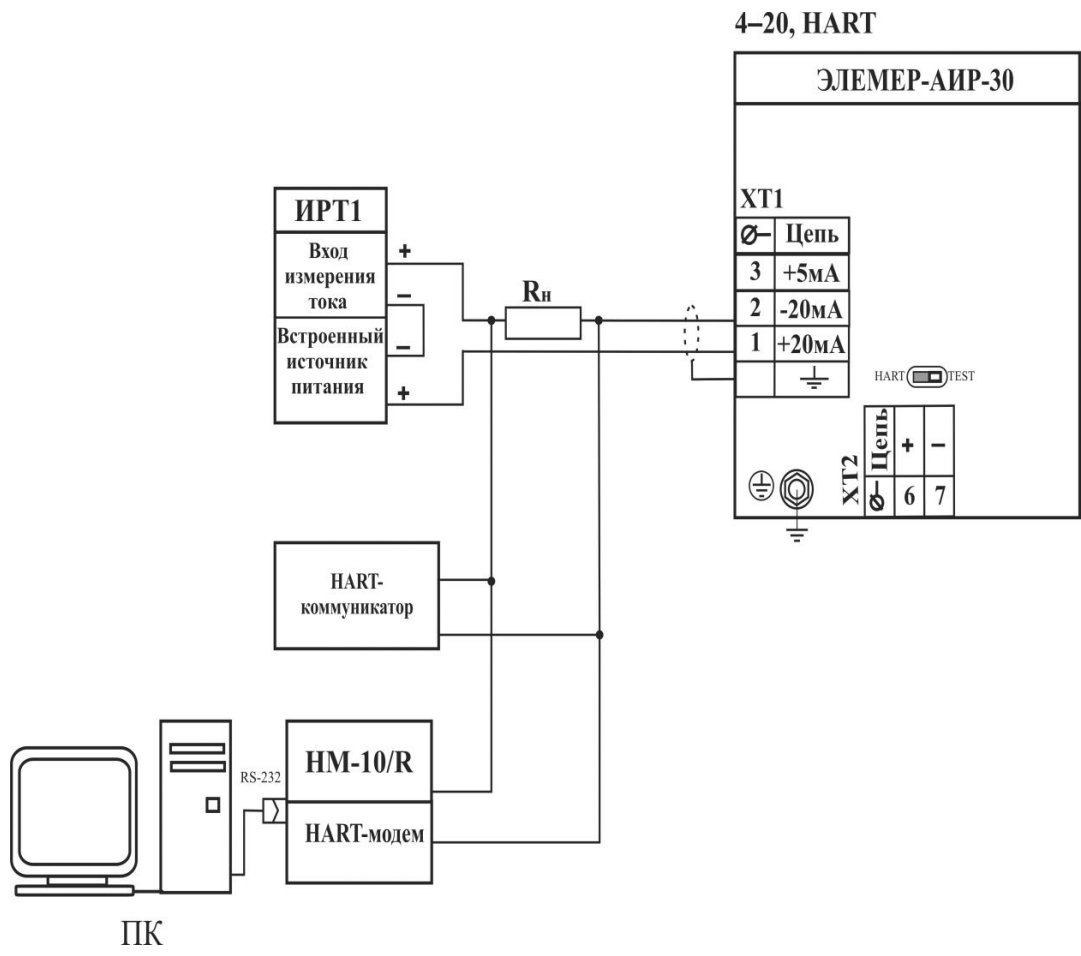 4–20, HART
ЭЛЕМЕР-АИР-30
ИРТ1
Вход
измерения
тока
+
−
Встроенный
источник
питания
−
+
Rн
XT1
Цепь
3 +5мА
2 -20мА
1 +20мА
HART TEST
XT2
Цепь + −
6 7
HART-
коммуникатор
RS-232
HM-10/R
HART-модем
ПК